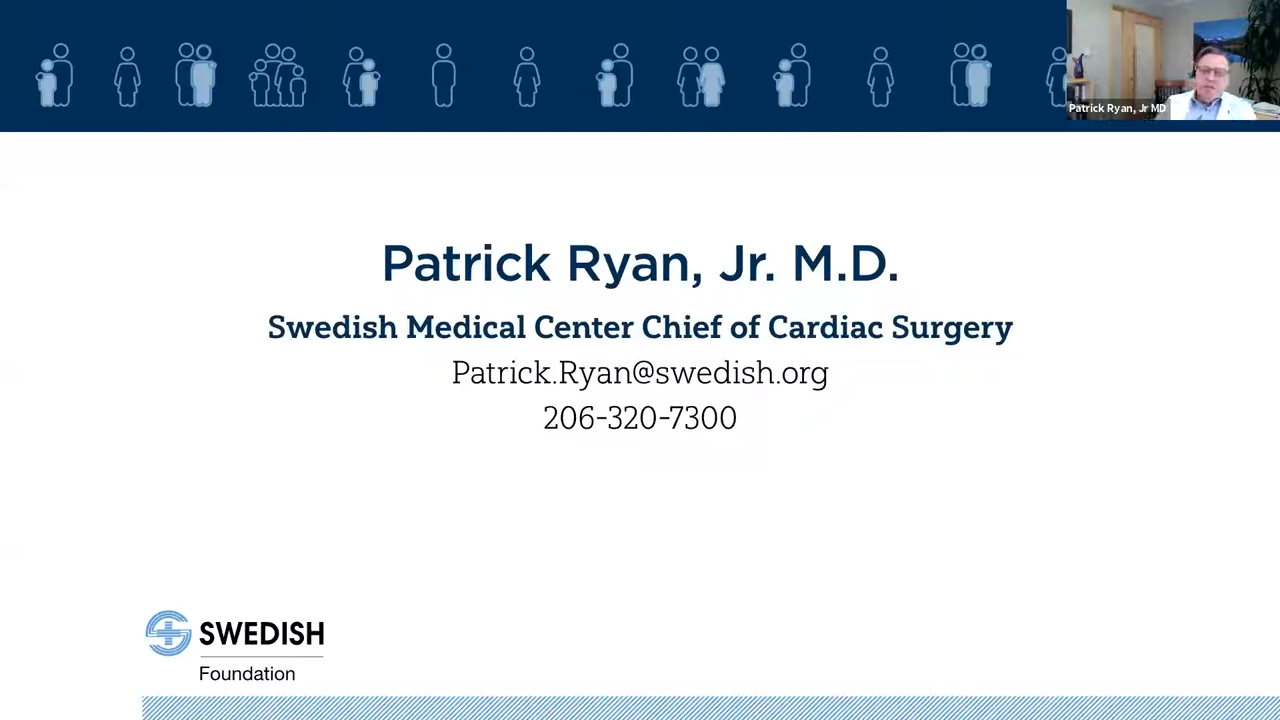 Patrick Ryan, Jr MD
Patrick Ryan, Jr. M.D.
Swedish Medical Center Chief of Cardiac Surgery
Patrick.Ryan@swedish.org
206-320-7300
SWEDISH
Foundation